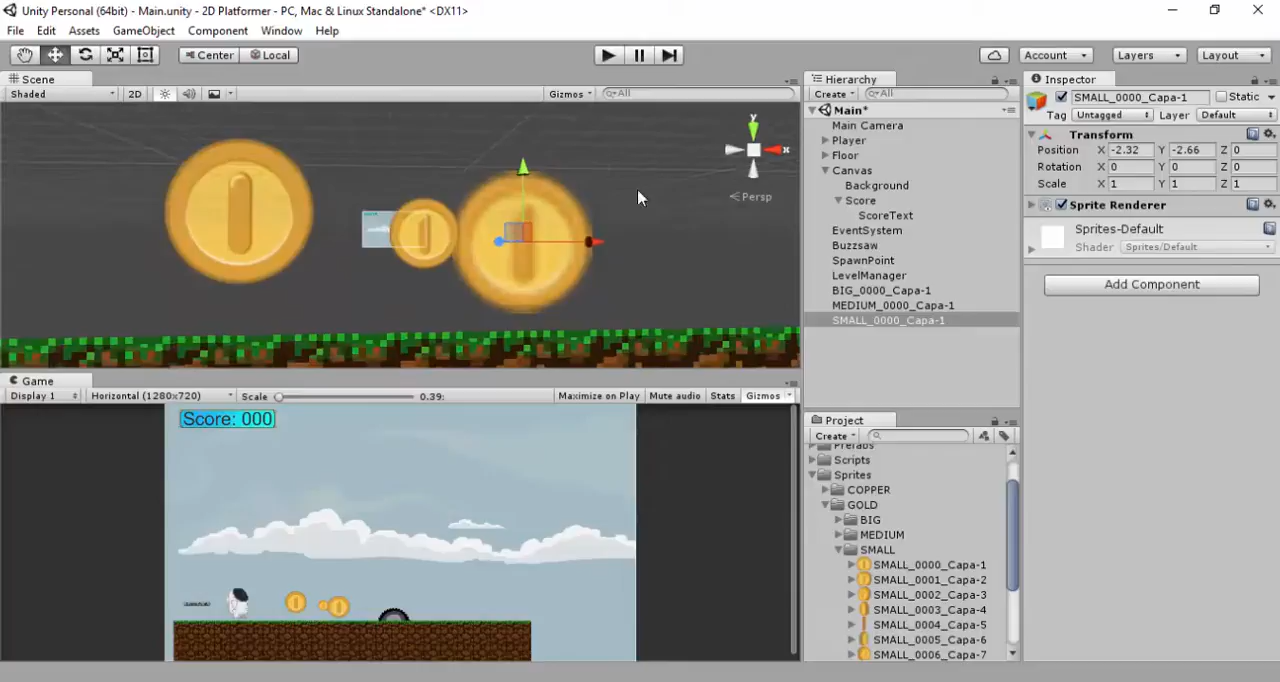 Unity Personal (64bit) - Main.unity - 2D Platformer - PC, Mac & Linux Standalone* <DX11>
File Edit Assets GameObject Component Window Help
Center Local Account Layers Layout
Scene
Shaded 2D Gizmos All
y
x
Persp
Game
Display 1 Horizontal (1280x720) Scale 0.39: Maximize on Play Mute audio Stats Gizmos
Score: 000
Hierarchy
Create All
Main*
Main Camera
Player
Floor
Canvas
Background
Score
ScoreText
EventSystem
Buzzsaw
SpawnPoint
LevelManager
BIG_0000_Capa-1
MEDIUM_0000_Capa-1
SMALL_0000_Capa-1
Project
Create
Prefabs
Scripts
Sprites
COPPER
GOLD
BIG
MEDIUM
SMALL
SMALL_0000_Capa-1
SMALL_0001_Capa-2
SMALL_0002_Capa-3
SMALL_0003_Capa-4
SMALL_0004_Capa-5
SMALL_0005_Capa-6
SMALL_0006_Capa-7
Inspector
SMALL_0000_Capa-1 Static
Tag Untagged Layer Default
Transform
Position X -2.32 Y -2.66 Z 0
Rotation X 0 Y 0 Z 0
Scale X 1 Y 1 Z 1
Sprite Renderer
Sprites-Default
Shader Sprites/Default
Add Component